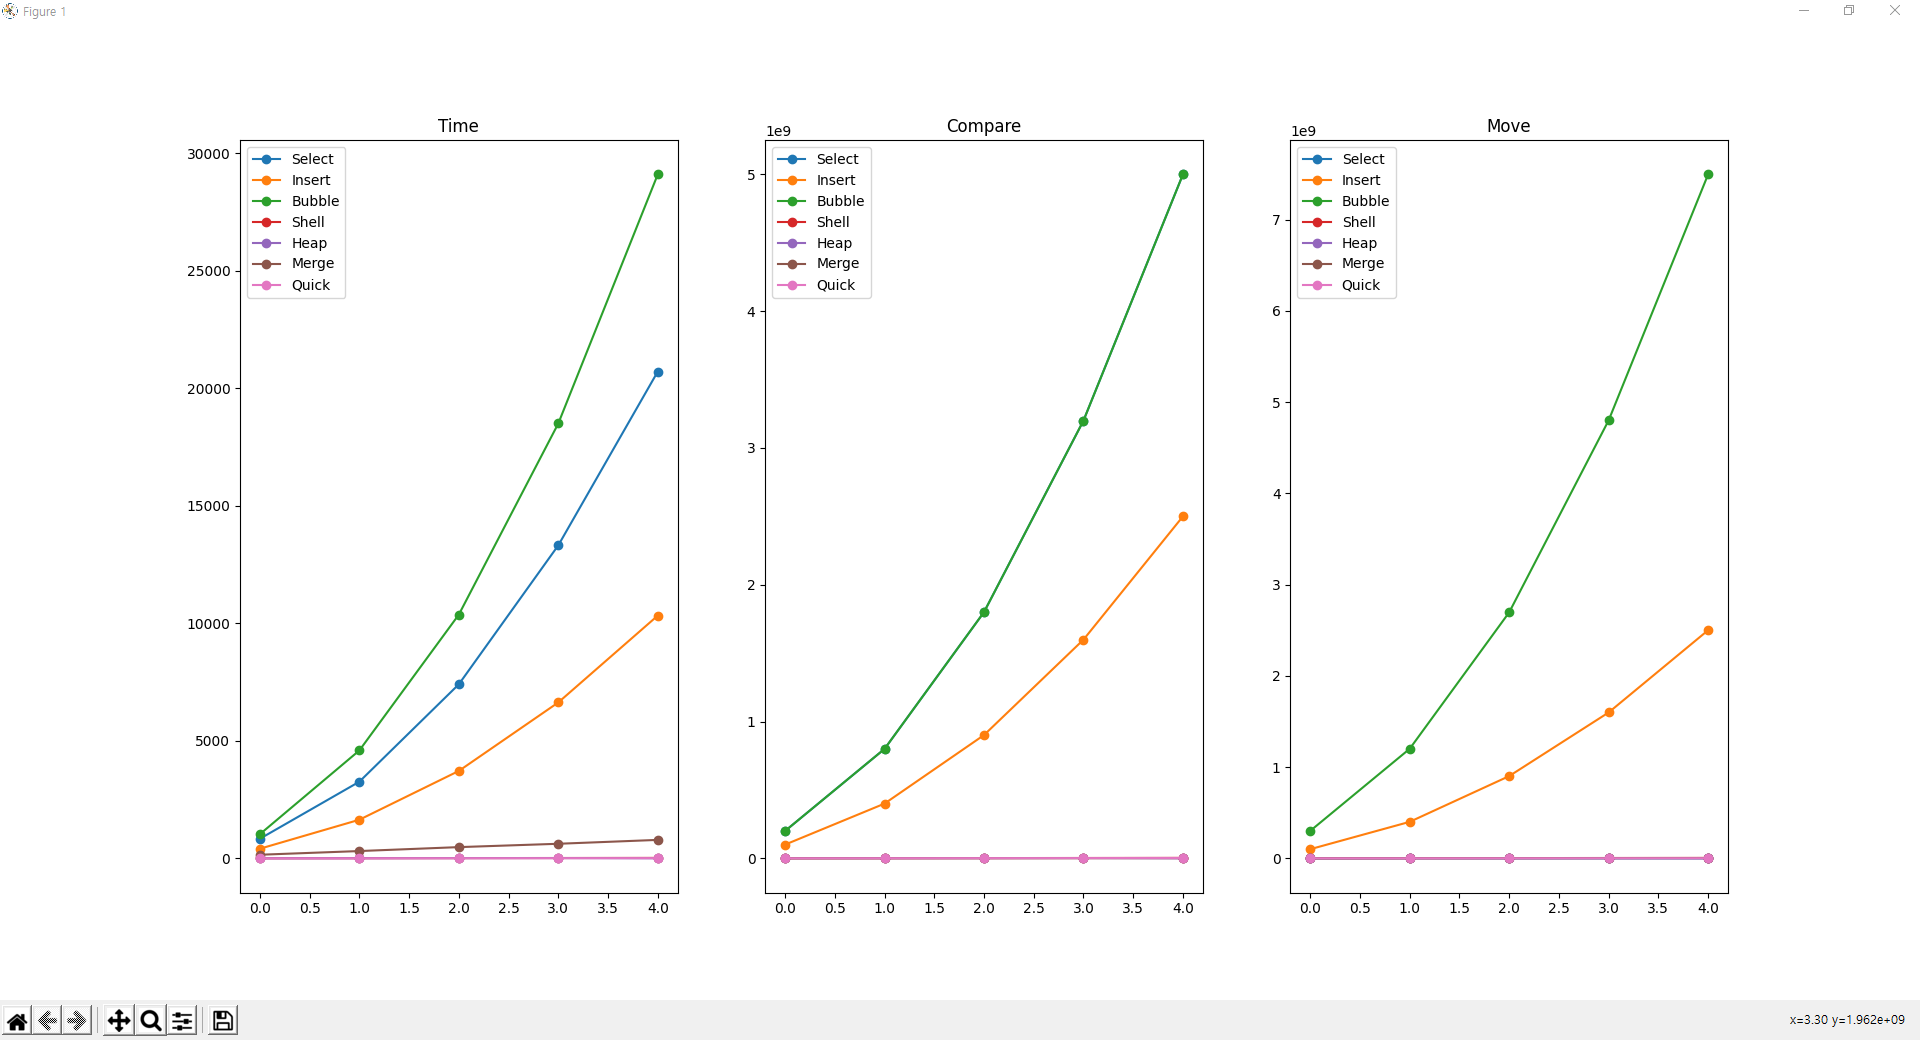 Figure 1
Time
30000
25000
20000
15000
10000
5000
0
0.0 0.5 1.0 1.5 2.0 2.5 3.0 3.5 4.0
Select
Insert
Bubble
Shell
Heap
Merge
Quick
Compare
1e9
5
4
3
2
1
0
0.0 0.5 1.0 1.5 2.0 2.5 3.0 3.5 4.0
Select
Insert
Bubble
Shell
Heap
Merge
Quick
Move
1e9
7
6
5
4
3
2
1
0
0.0 0.5 1.0 1.5 2.0 2.5 3.0 3.5 4.0
Select
Insert
Bubble
Shell
Heap
Merge
Quick
x=3.30 y=1.962e+09